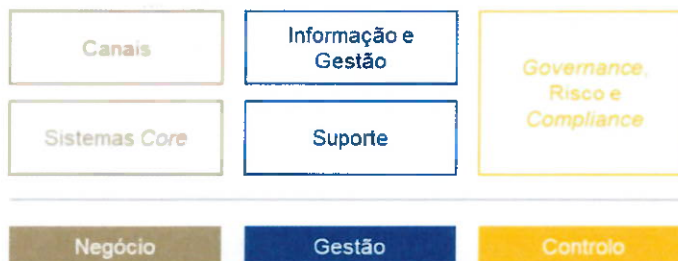 Canais
Informação e
Gestão
Governance,
Risco e
Compliance
Sistemas Core
Suporte
Negócio
Gestão
Controlo